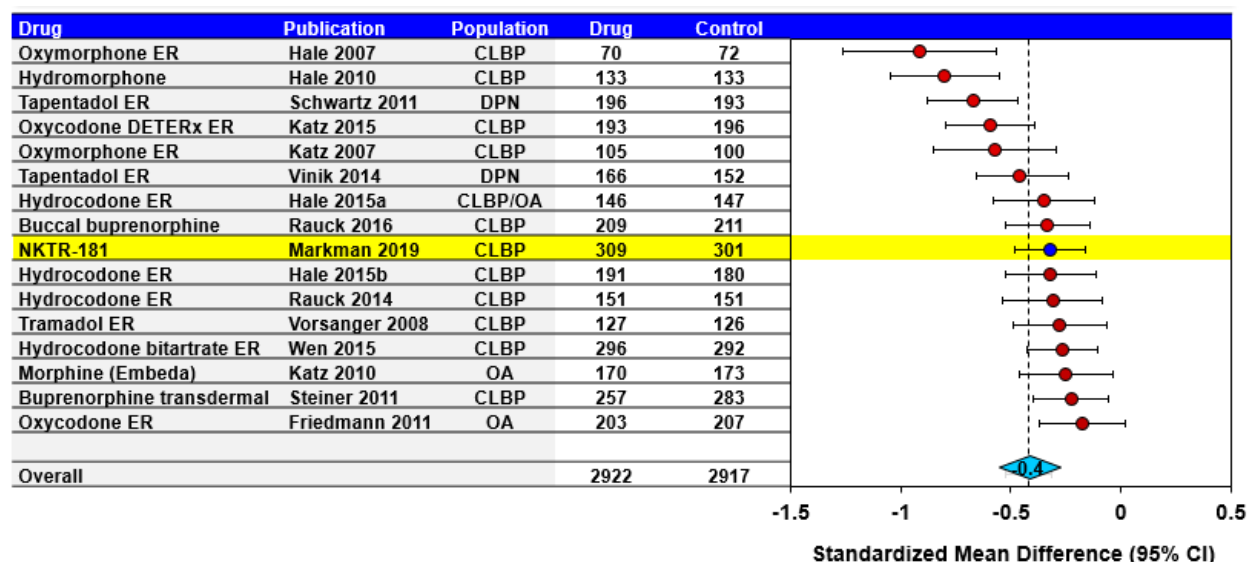 Drug Publication Population Drug Control
Oxymorphone ER Hale 2007 CLBP 70 72
Hydromorphone Hale 2010 CLBP 133 133
Tapentadol ER Schwartz 2011 DPN 196 193
Oxycodone DETERx ER Katz 2015 CLBP 193 196
Oxymorphone ER Katz 2007 CLBP 105 100
Tapentadol ER Vinik 2014 DPN 166 152
Hydrocodone ER Hale 2015a CLBP/OA 146 147
Buccal buprenorphine Rauck 2016 CLBP 209 211
NKTR-181 Markman 2019 CLBP 309 301
Hydrocodone ER Hale 2015b CLBP 191 180
Hydrocodone ER Rauck 2014 CLBP 151 151
Tramadol ER Vorsanger 2008 CLBP 127 126
Hydrocodone bitartrate ER Wen 2015 CLBP 296 292
Morphine (Embeda) Katz 2010 OA 170 173
Buprenorphine transdermal Steiner 2011 CLBP 257 283
Oxycodone ER Friedmann 2011 OA 203 207
Overall 2922 2917 -0.4
-1.5 -1 -0.5 0 0.5
Standardized Mean Difference (95% CI)